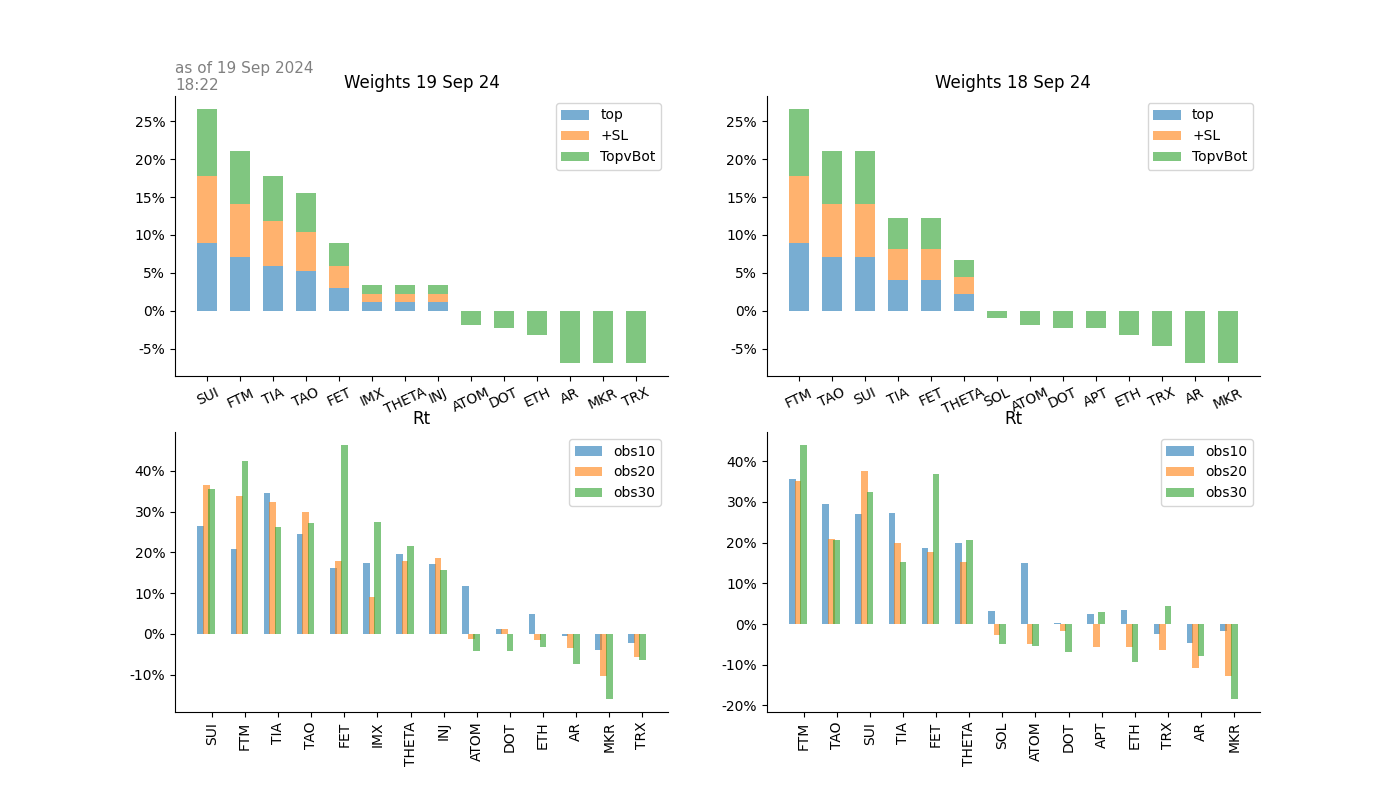 as of 19 Sep 2024
18:22
Weights 19 Sep 24
25%
20%
15%
10%
5%
0%
-5%
top
+SL
TopvBot
SUI FTM TIA TAO FET IMX THETA INJ ATOM DOT ETH AR MKR TRX
Weights 18 Sep 24
25%
20%
15%
10%
5%
0%
-5%
top
+SL
TopvBot
FTM TAO SUI TIA FET THETA SOL ATOM DOT APT ETH TRX AR MKR
Rt
40%
30%
20%
10%
0%
-10%
obs10
obs20
obs30
SUI FTM TIA TAO FET IMX THETA INJ ATOM DOT ETH AR MKR TRX
Rt
40%
30%
20%
10%
0%
-10%
-20%
obs10
obs20
obs30
FTM TAO SUI TIA FET THETA SOL ATOM DOT APT ETH TRX AR MKR